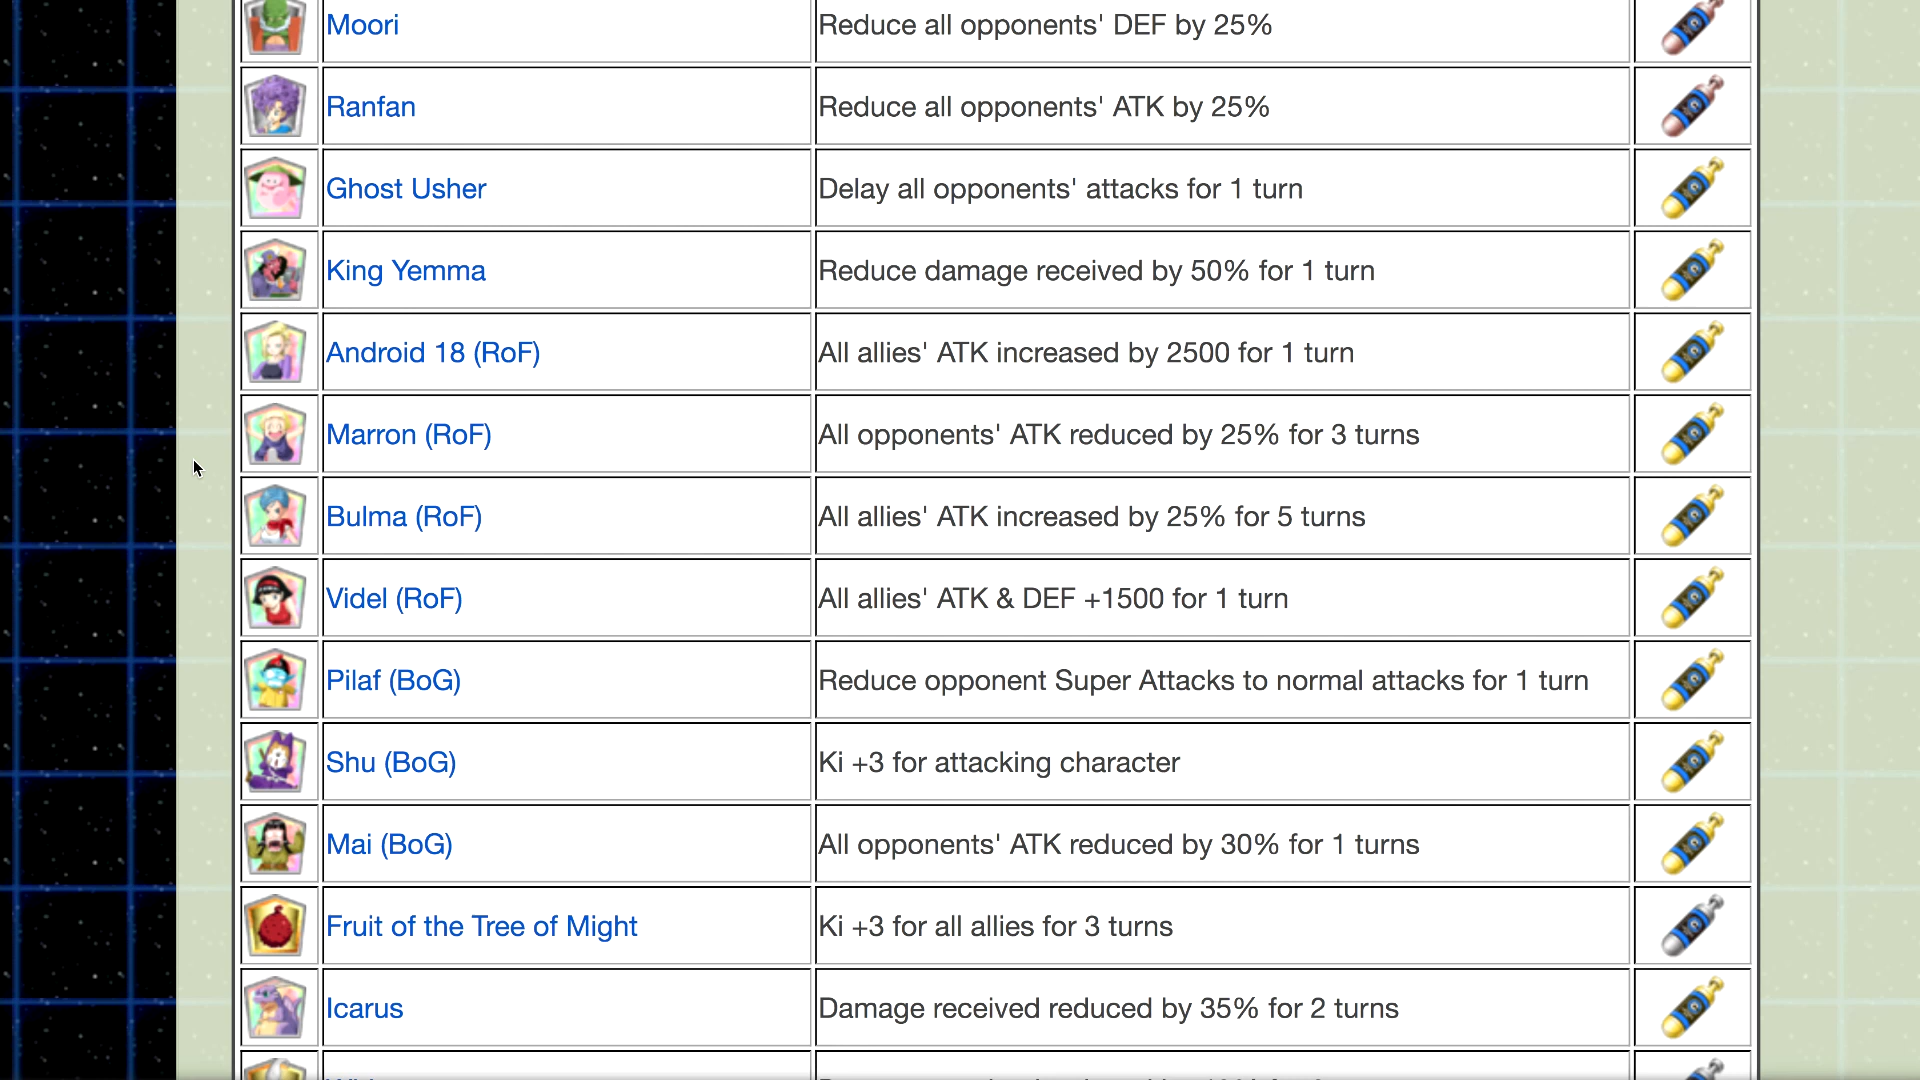 Moori Reduce all opponents' DEF by 25%
Ranfan Reduce all opponents' ATK by 25%
Ghost Usher Delay all opponents' attacks for 1 turn
King Yemma Reduce damage received by 50% for 1 turn
Android 18 (RoF) All allies' ATK increased by 2500 for 1 turn
Marron (RoF) All opponents' ATK reduced by 25% for 3 turns
Bulma (RoF) All allies' ATK increased by 25% for 5 turns
Videl (RoF) All allies' ATK & DEF +1500 for 1 turn
Pilaf (BoG) Reduce opponent Super Attacks to normal attacks for 1 turn
Shu (BoG) Ki +3 for attacking character
Mai (BoG) All opponents' ATK reduced by 30% for 1 turns
Fruit of the Tree of Might Ki +3 for all allies for 3 turns
Icarus Damage received reduced by 35% for 2 turns